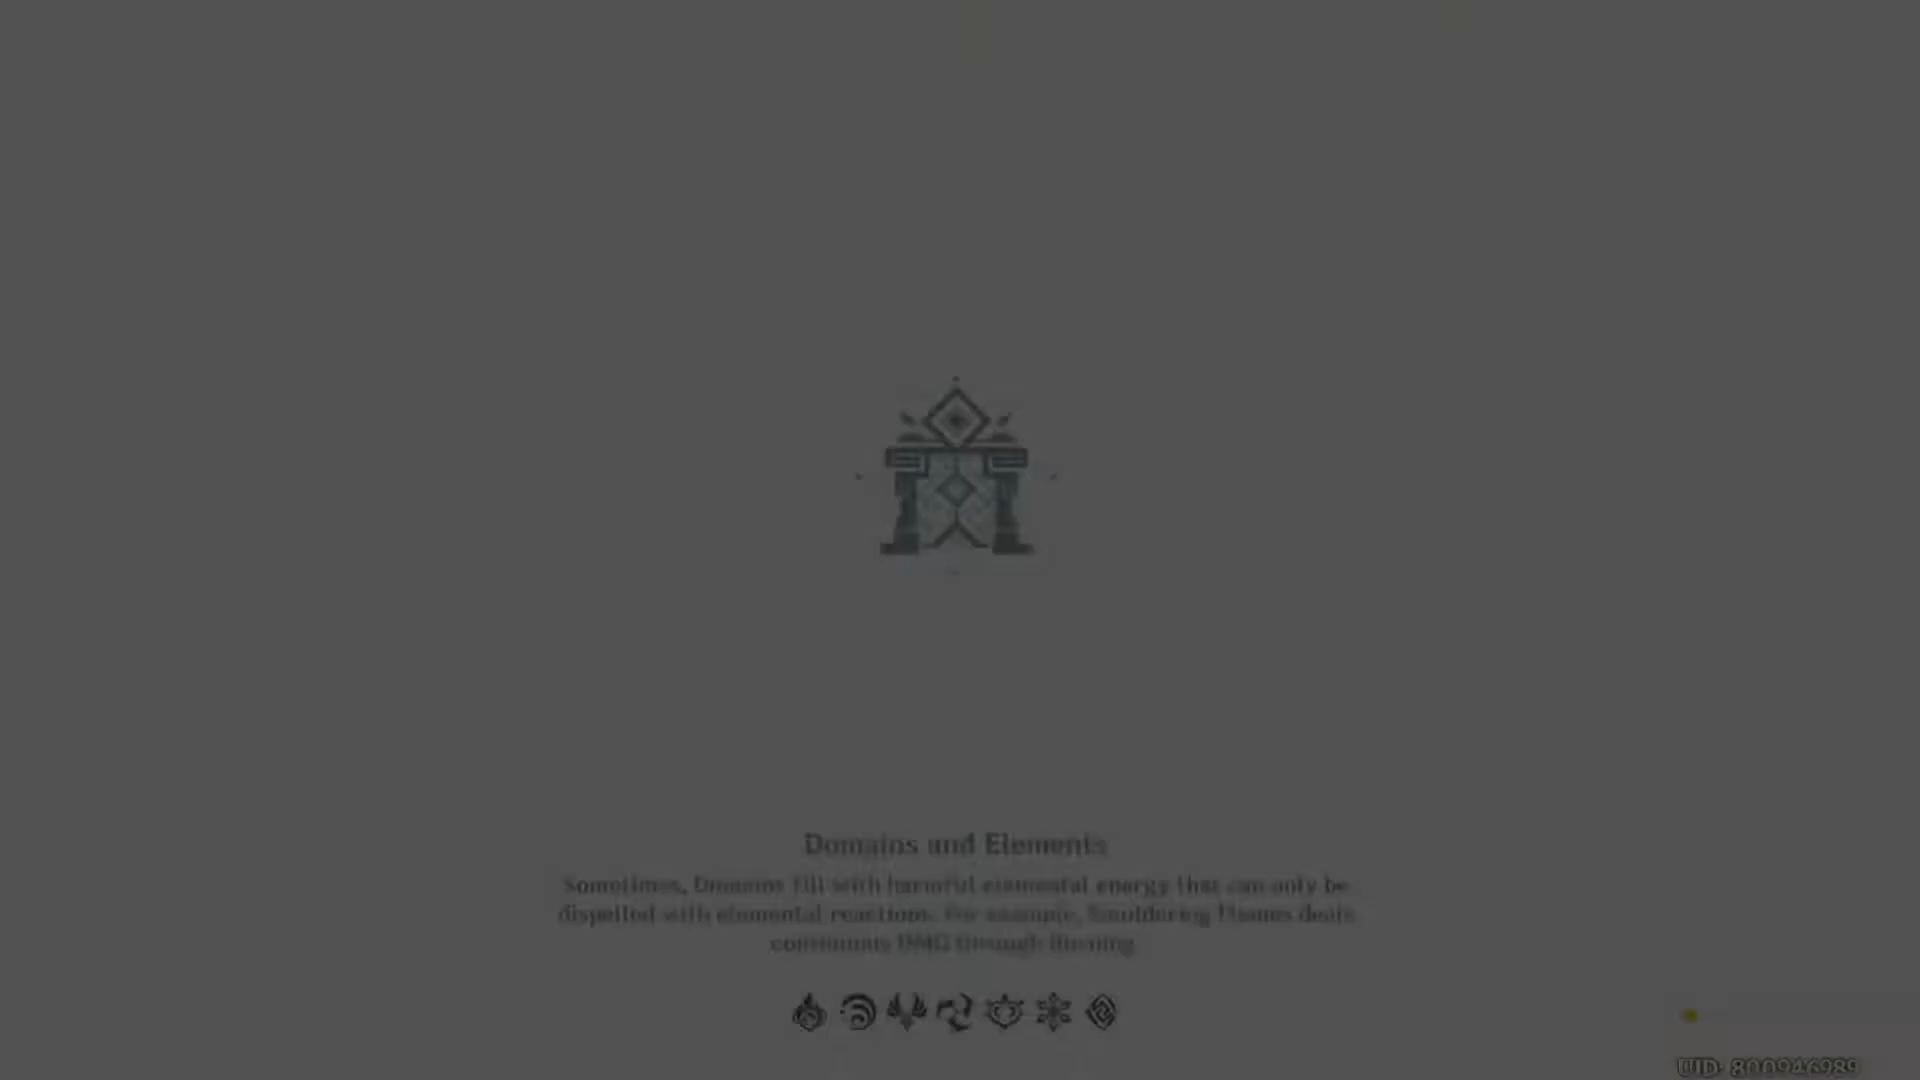 Domains and Elements
Sometimes, Domains fill with harmful elemental energy that can only be
dispelled with elemental reactions. For example, Smoldering Flames deals
continuous DMG through Burning.
UID: 800946989